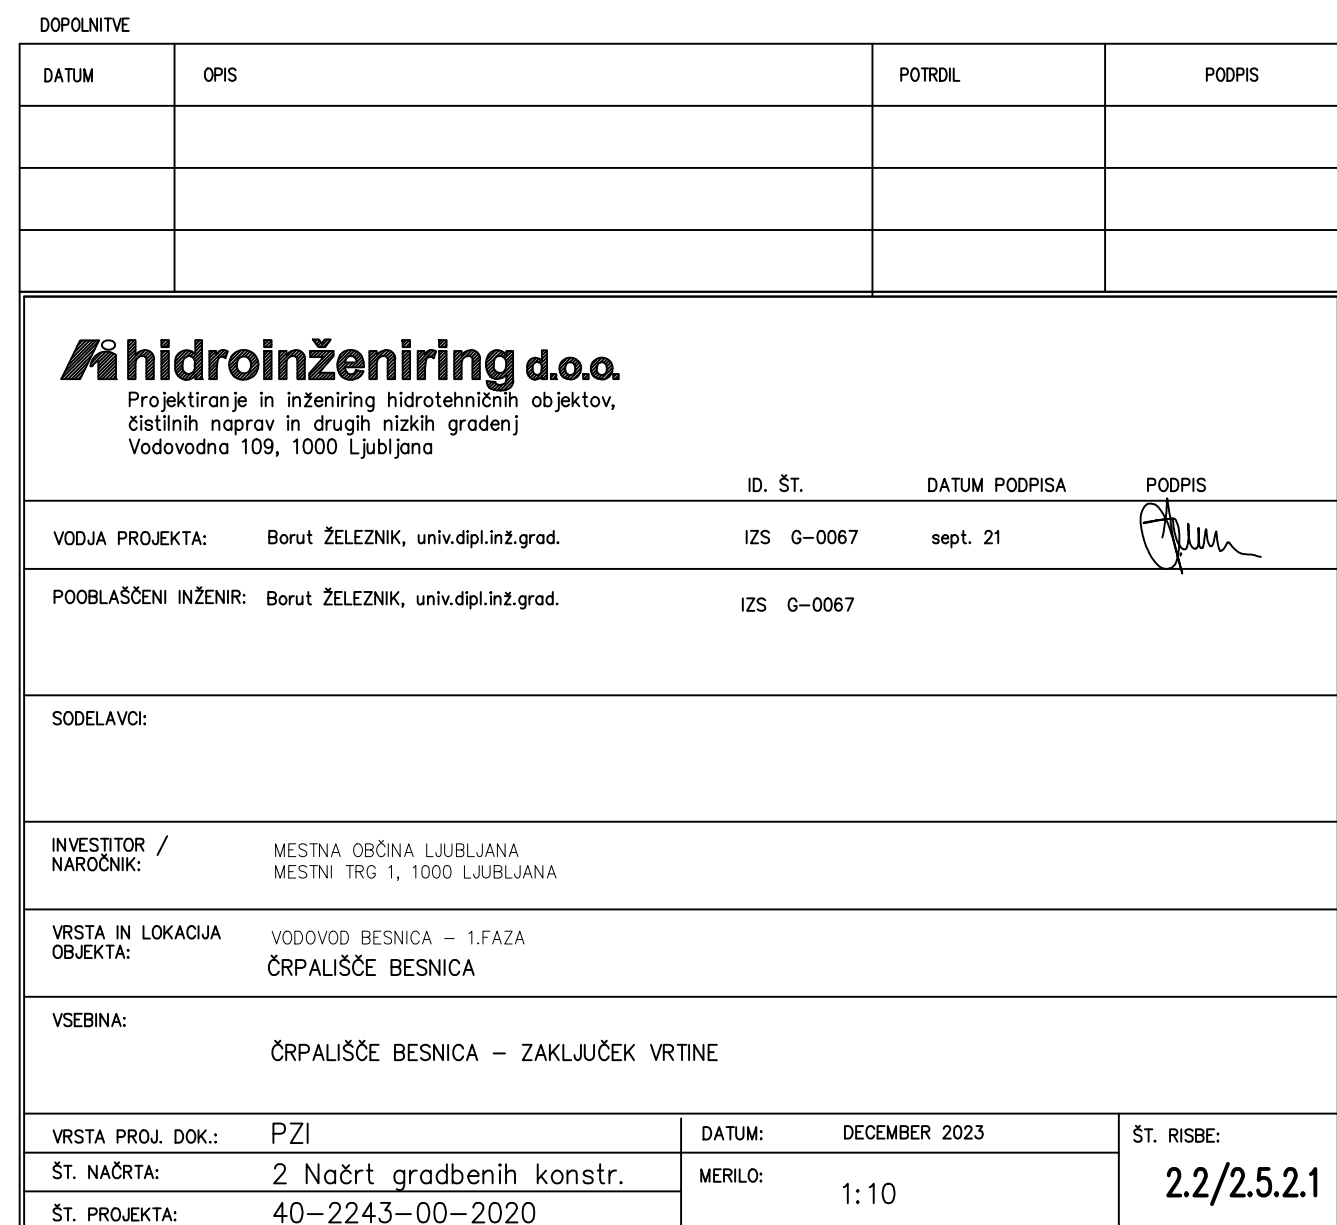 DOPOLNITVE
DATUM OPIS POTRDIL PODPIS
hidroinženiring d.o.o.
Projektiranje in inženiring hidrotehničnih objektov,
čistilnih naprav in drugih nizkih gradenj
Vodovodna 109, 1000 Ljubljana
ID. ŠT. DATUM PODPISA PODPIS
VODJA PROJEKTA: Borut ŽELEZNIK, univ.dipl.inž.grad. IZS G-0067 sept. 21
POOBLAŠČENI INŽENIR: Borut ŽELEZNIK, univ.dipl.inž.grad. IZS G-0067
SODELAVCI:
INVESTITOR /
NAROČNIK:
MESTNA OBČINA LJUBLJANA
MESTNI TRG 1, 1000 LJUBLJANA
VRSTA IN LOKACIJA
OBJEKTA:
VODOVOD BESNICA – 1.FAZA
ČRPALIŠČE BESNICA
VSEBINA:
ČRPALIŠČE BESNICA – ZAKLJUČEK VRTINE
VRSTA PROJ. DOK.: PZI
ŠT. NAČRTA: 2 Načrt gradbenih konstr.
ŠT. PROJEKTA: 40-2243-00-2020
DATUM: DECEMBER 2023
MERILO: 1:10
ŠT. RISBE:
2.2/2.5.2.1